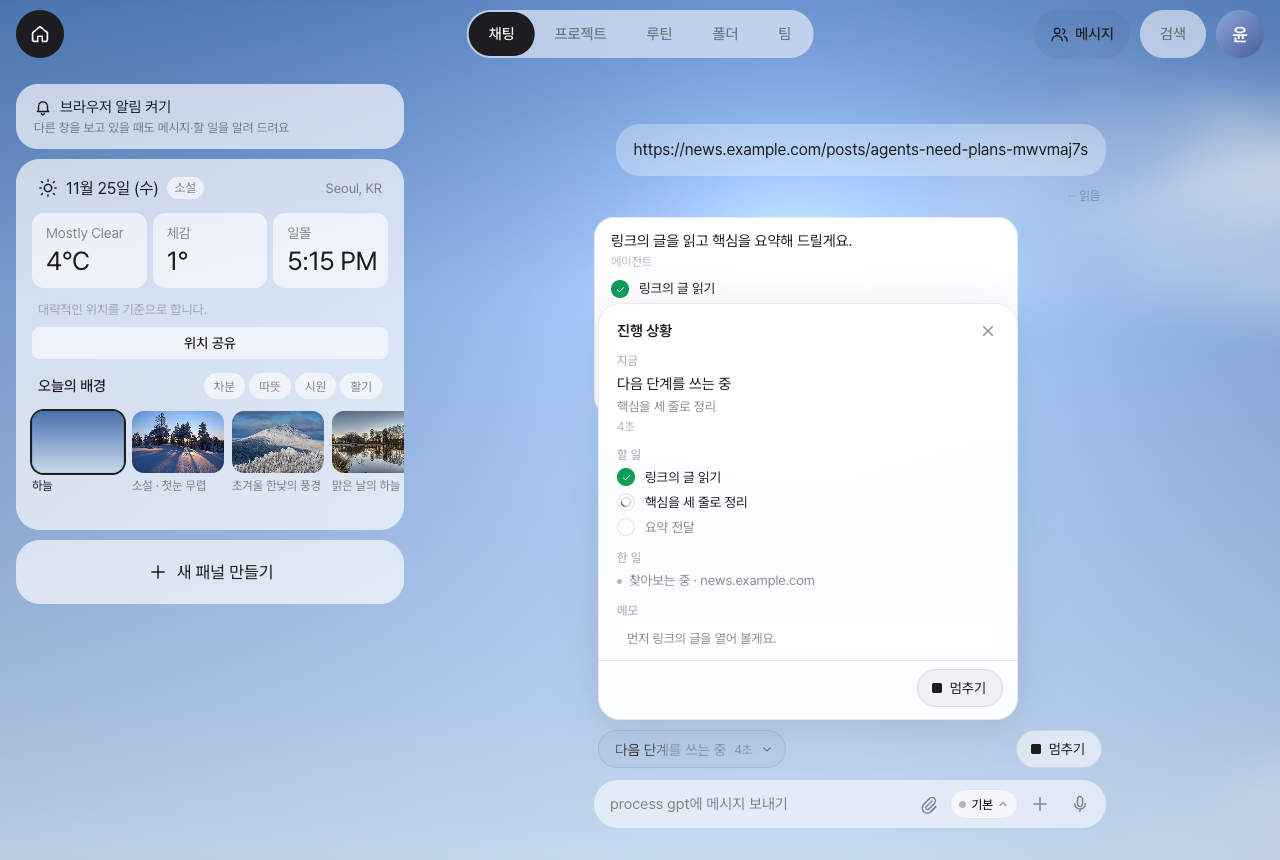 채팅
프로젝트
루틴
폴더
팀
메시지
검색
윤
브라우저 알림 켜기
다른 창을 보고 있을 때도 메시지·할 일을 알려 드려요
11월 25일 (수)
소설
Seoul, KR
Mostly Clear
4°C
체감
1°
일몰
5:15 PM
대략적인 위치를 기준으로 합니다.
위치 공유
오늘의 배경
차분
따뜻
시원
활기
하늘
소설 · 첫눈 무렵
초겨울 한낮의 풍경
맑은 날의 하늘
새 패널 만들기
https://news.example.com/posts/agents-need-plans-mwvmaj7s
··· 읽음
링크의 글을 읽고 핵심을 요약해 드릴게요.
에이전트
링크의 글 읽기
진행 상황
지금
다음 단계를 쓰는 중
핵심을 세 줄로 정리
4초
할 일
링크의 글 읽기
핵심을 세 줄로 정리
요약 전달
한 일
찾아보는 중 · news.example.com
메모
먼저 링크의 글을 열어 볼게요.
멈추기
다음 단계를 쓰는 중 4초
멈추기
process gpt에 메시지 보내기
기본